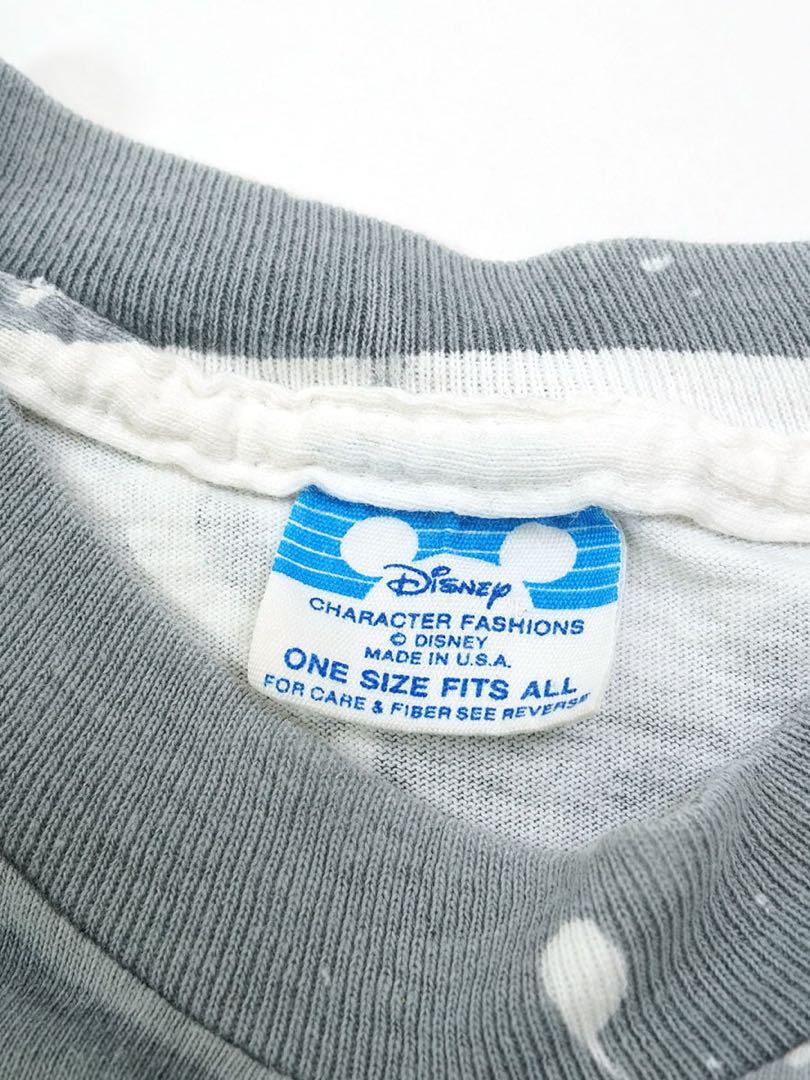 Disney
CHARACTER FASHIONS
© DISNEY
MADE IN U.S.A.
ONE SIZE FITS ALL
FOR CARE & FIBER SEE REVERSE